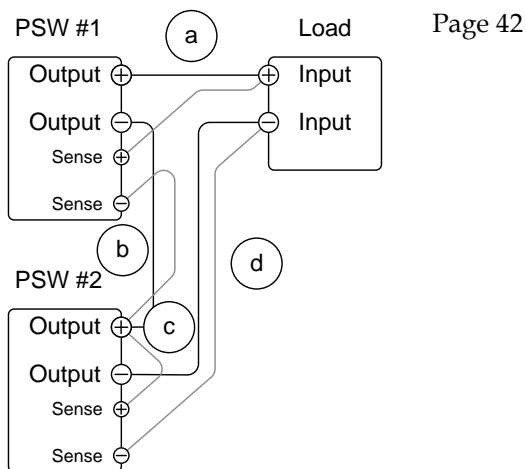 PSW #1
a
Load
Page 42
Output +
+ Input
Output −
− Input
Sense +
Sense −
b
d
PSW #2
Output +
c
Output −
Sense +
Sense −